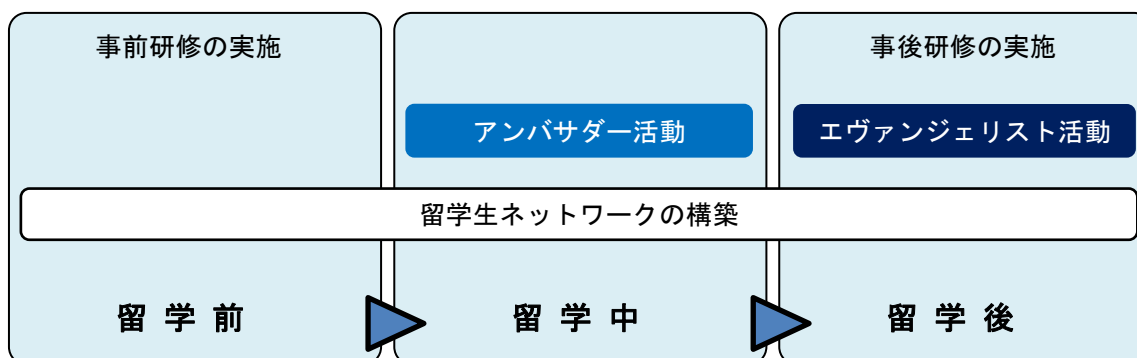 事前研修の実施
事後研修の実施
アンバサダー活動
エヴァンジェリスト活動
留学生ネットワークの構築
留学前
留学中
留学後